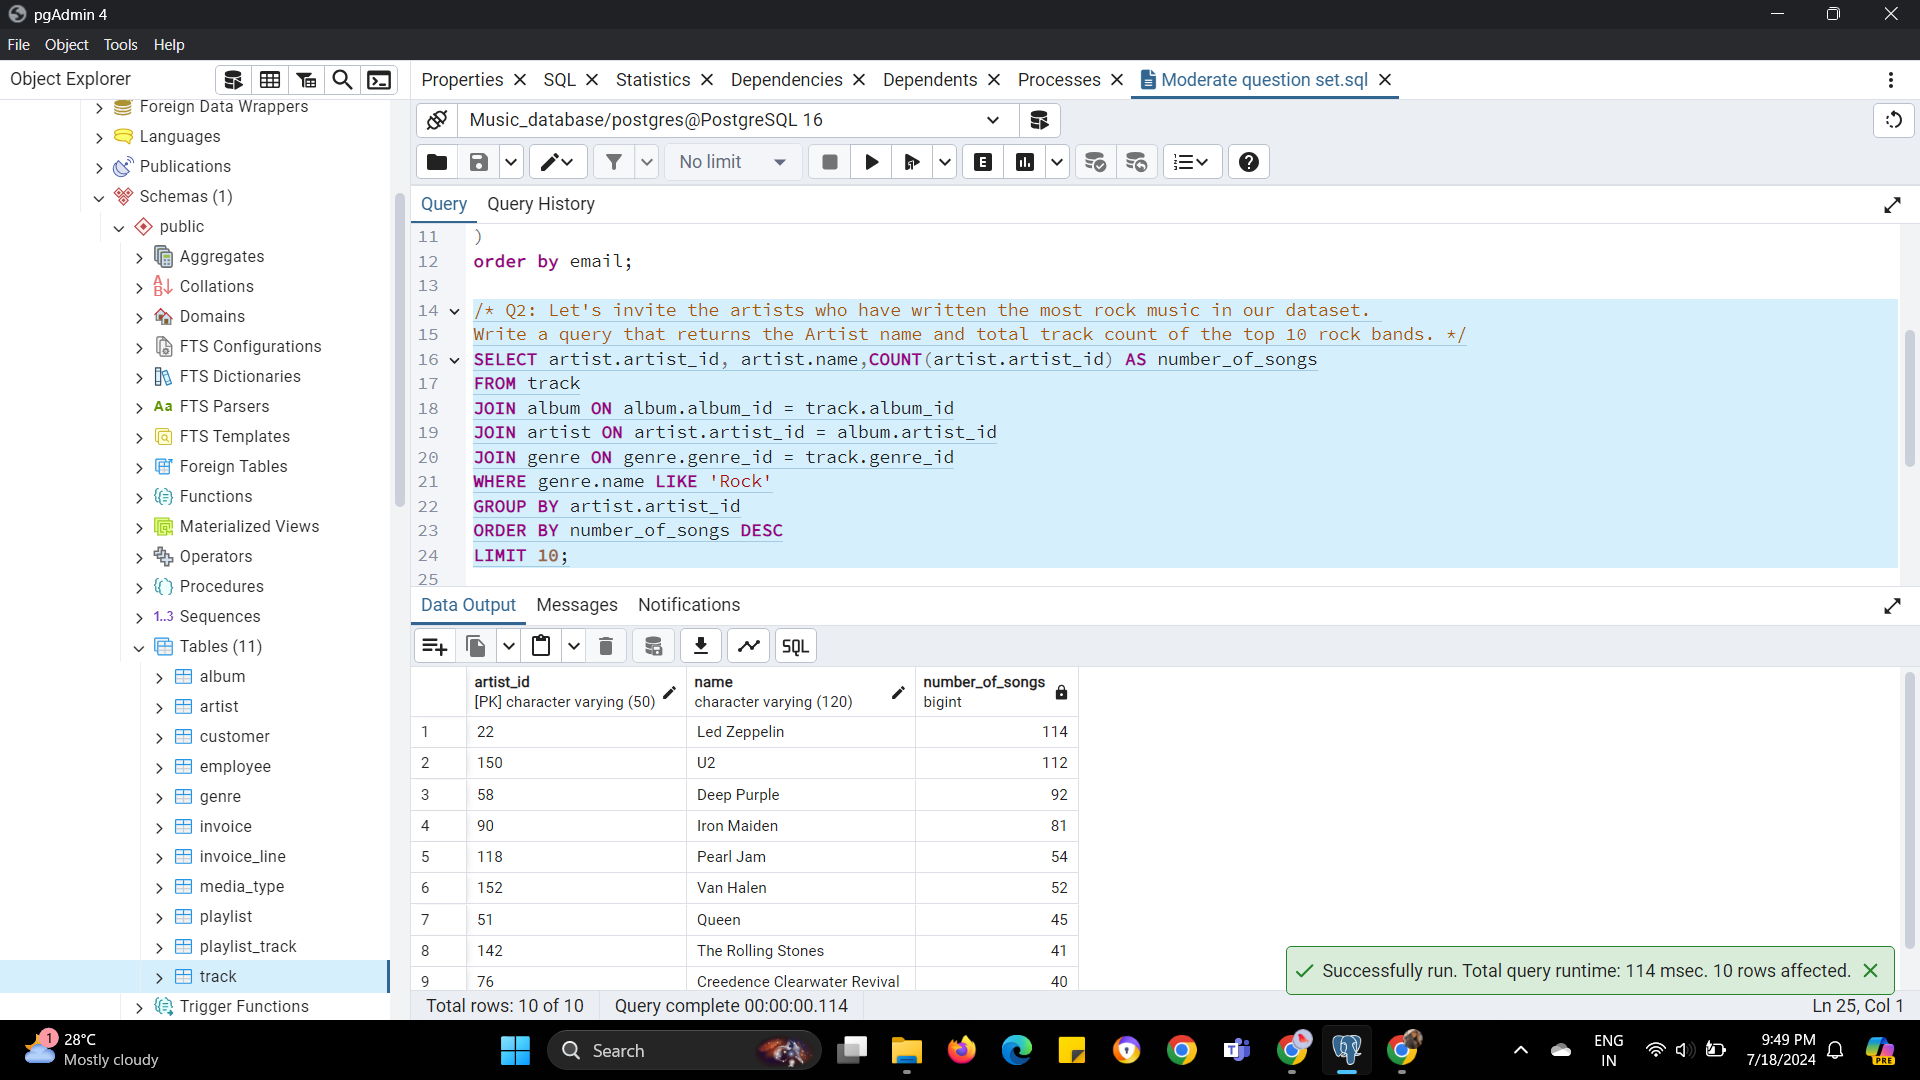 pgAdmin 4
File Object Tools Help
Object Explorer
Properties SQL Statistics Dependencies Dependents Processes Moderate question set.sql
Foreign Data Wrappers
Languages
Publications
Schemas (1)
public
Aggregates
Collations
Domains
FTS Configurations
FTS Dictionaries
Aa FTS Parsers
FTS Templates
Foreign Tables
Functions
Materialized Views
Operators
Procedures
1..3 Sequences
Tables (11)
album
artist
customer
employee
genre
invoice
invoice_line
media_type
playlist
playlist_track
track
Trigger Functions
Music_database/postgres@PostgreSQL 16
No limit E
Query Query History
11 )
12 order by email;
13
14 /* Q2: Let's invite the artists who have written the most rock music in our dataset.
15 Write a query that returns the Artist name and total track count of the top 10 rock bands. */
16 SELECT artist.artist_id, artist.name,COUNT(artist.artist_id) AS number_of_songs
17 FROM track
18 JOIN album ON album.album_id = track.album_id
19 JOIN artist ON artist.artist_id = album.artist_id
20 JOIN genre ON genre.genre_id = track.genre_id
21 WHERE genre.name LIKE 'Rock'
22 GROUP BY artist.artist_id
23 ORDER BY number_of_songs DESC
24 LIMIT 10;
25
Data Output Messages Notifications
SQL
artist_id name number_of_songs
[PK] character varying (50) character varying (120) bigint
1 22 Led Zeppelin 114
2 150 U2 112
3 58 Deep Purple 92
4 90 Iron Maiden 81
5 118 Pearl Jam 54
6 152 Van Halen 52
7 51 Queen 45
8 142 The Rolling Stones 41
9 76 Creedence Clearwater Revival 40
Successfully run. Total query runtime: 114 msec. 10 rows affected.
Total rows: 10 of 10 Query complete 00:00:00.114 Ln 25, Col 1
1
28°C
Mostly cloudy
Search
ENG
IN
9:49 PM
7/18/2024
PRE